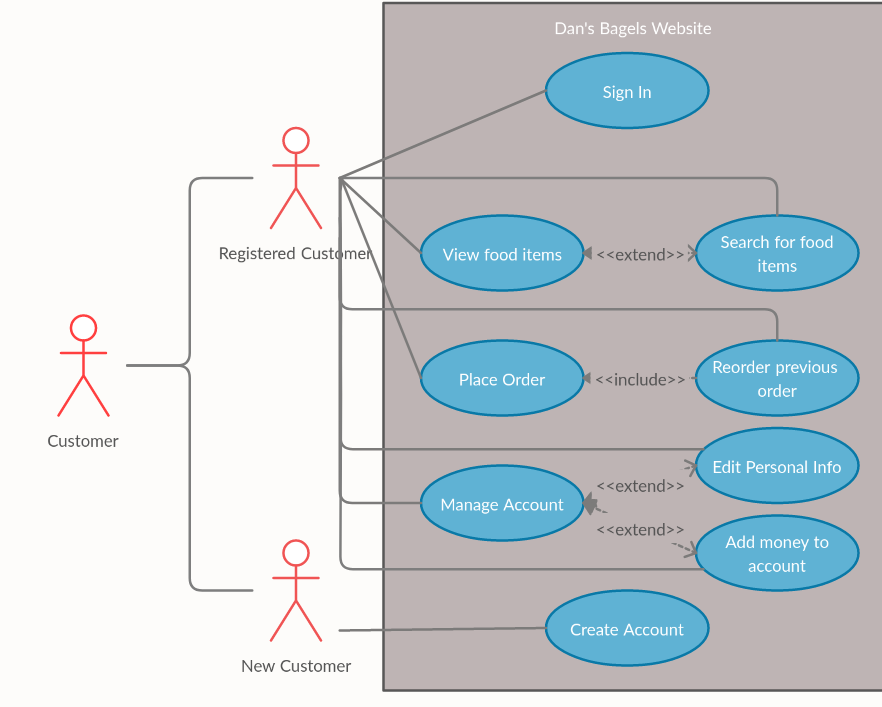 Dan's Bagels Website
Sign In
Registered Customer
View food items
<<extend>>
Search for food
items
Place Order
<<include>>
Reorder previous
order
Customer
Manage Account
<<extend>>
Edit Personal Info
<<extend>>
Add money to
account
Create Account
New Customer